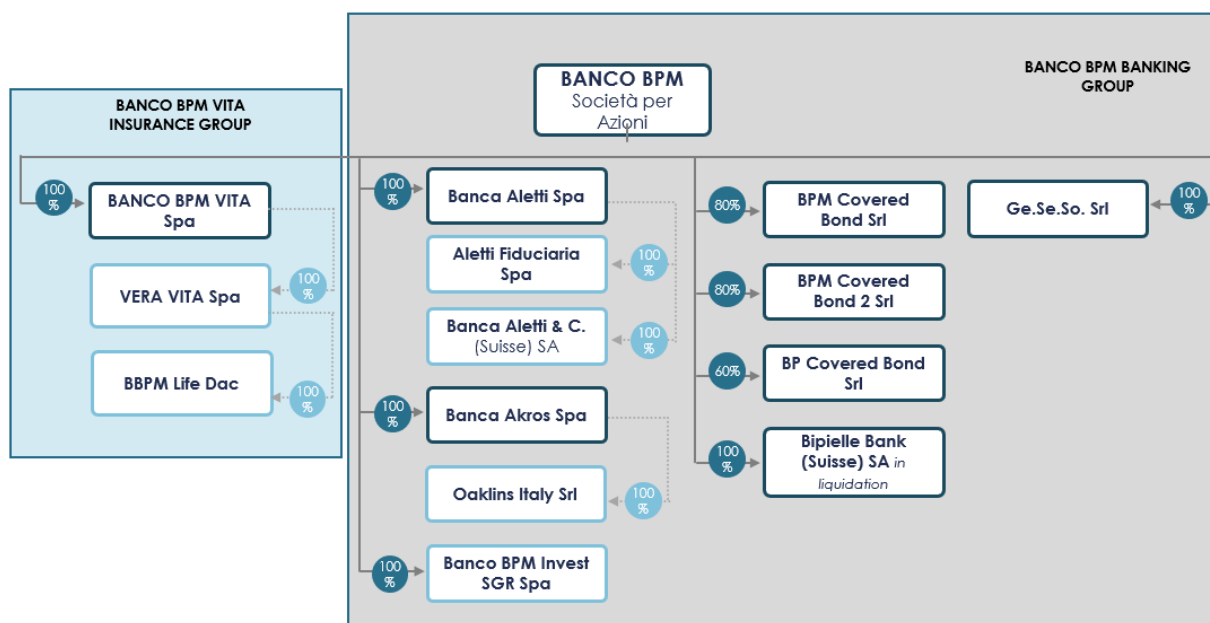 BANCO BPM
Società per
Azioni
BANCO BPM BANKING
GROUP
BANCO BPM VITA
INSURANCE GROUP
100
%
BANCO BPM VITA
Spa
100
%
VERA VITA Spa
100
%
BBPM Life Dac
100
%
Banca Aletti Spa
Aletti Fiduciaria
Spa
100
%
Banca Aletti & C.
(Suisse) SA
100
%
100
%
Banca Akros Spa
Oaklins Italy Srl
100
%
100
%
Banco BPM Invest
SGR Spa
80%
BPM Covered
Bond Srl
80%
BPM Covered
Bond 2 Srl
60%
BP Covered Bond
Srl
100
%
Bipielle Bank
(Suisse) SA in
liquidation
Ge.Se.So. Srl
100
%